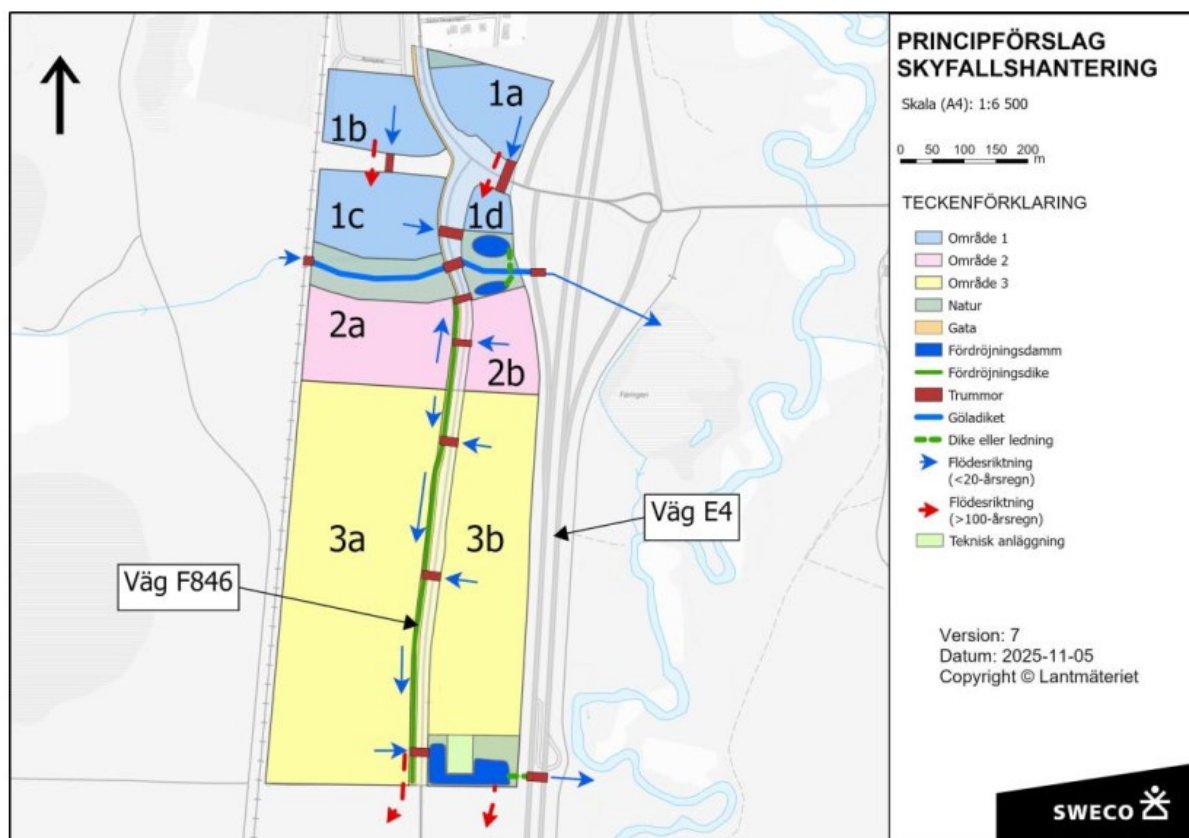 1a
1b
1c
1d
2a
2b
3a
3b
Väg E4
Väg F846
Färingen
PRINCIPFÖRSLAG
SKYFALLSHANTERING
Skala (A4): 1:6 500
0 50 100 150 200
m
TECKENFÖRKLARING
Område 1
Område 2
Område 3
Natur
Gata
Fördröjningsdamm
Fördröjningsdike
Trummor
Göladiket
Dike eller ledning
Flödesriktning
(<20-årsregn)
Flödesriktning
(>100-årsregn)
Teknisk anläggning
Version: 7
Datum: 2025-11-05
Copyright © Lantmäteriet
SWECO